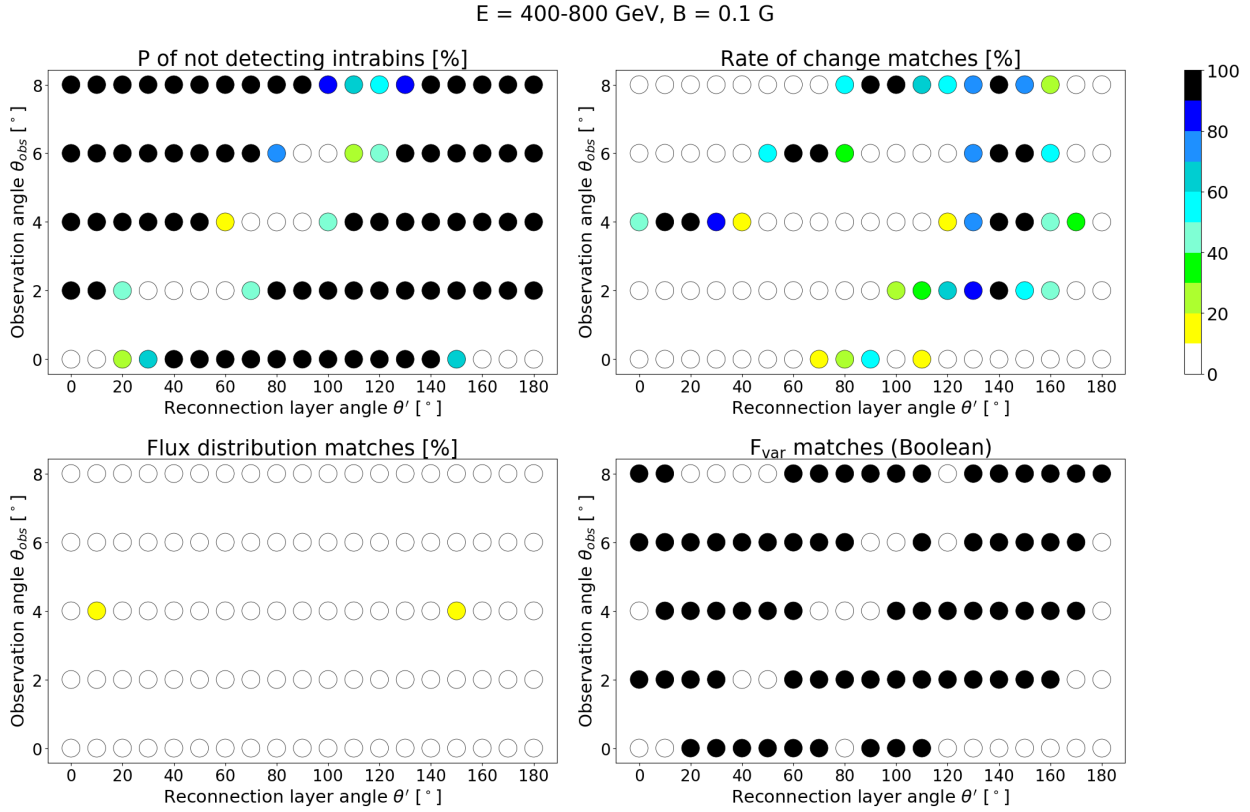 E = 400-800 GeV, B = 0.1 G
P of not detecting intrabins [%]
Observation angle θobs [°]
8
6
4
2
0
0 20 40 60 80 100 120 140 160 180
Reconnection layer angle θ′ [°]
Rate of change matches [%]
Observation angle θobs [°]
8
6
4
2
0
0 20 40 60 80 100 120 140 160 180
Reconnection layer angle θ′ [°]
100
80
60
40
20
0
Flux distribution matches [%]
Observation angle θobs [°]
8
6
4
2
0
0 20 40 60 80 100 120 140 160 180
Reconnection layer angle θ′ [°]
Fvar matches (Boolean)
Observation angle θobs [°]
8
6
4
2
0
0 20 40 60 80 100 120 140 160 180
Reconnection layer angle θ′ [°]